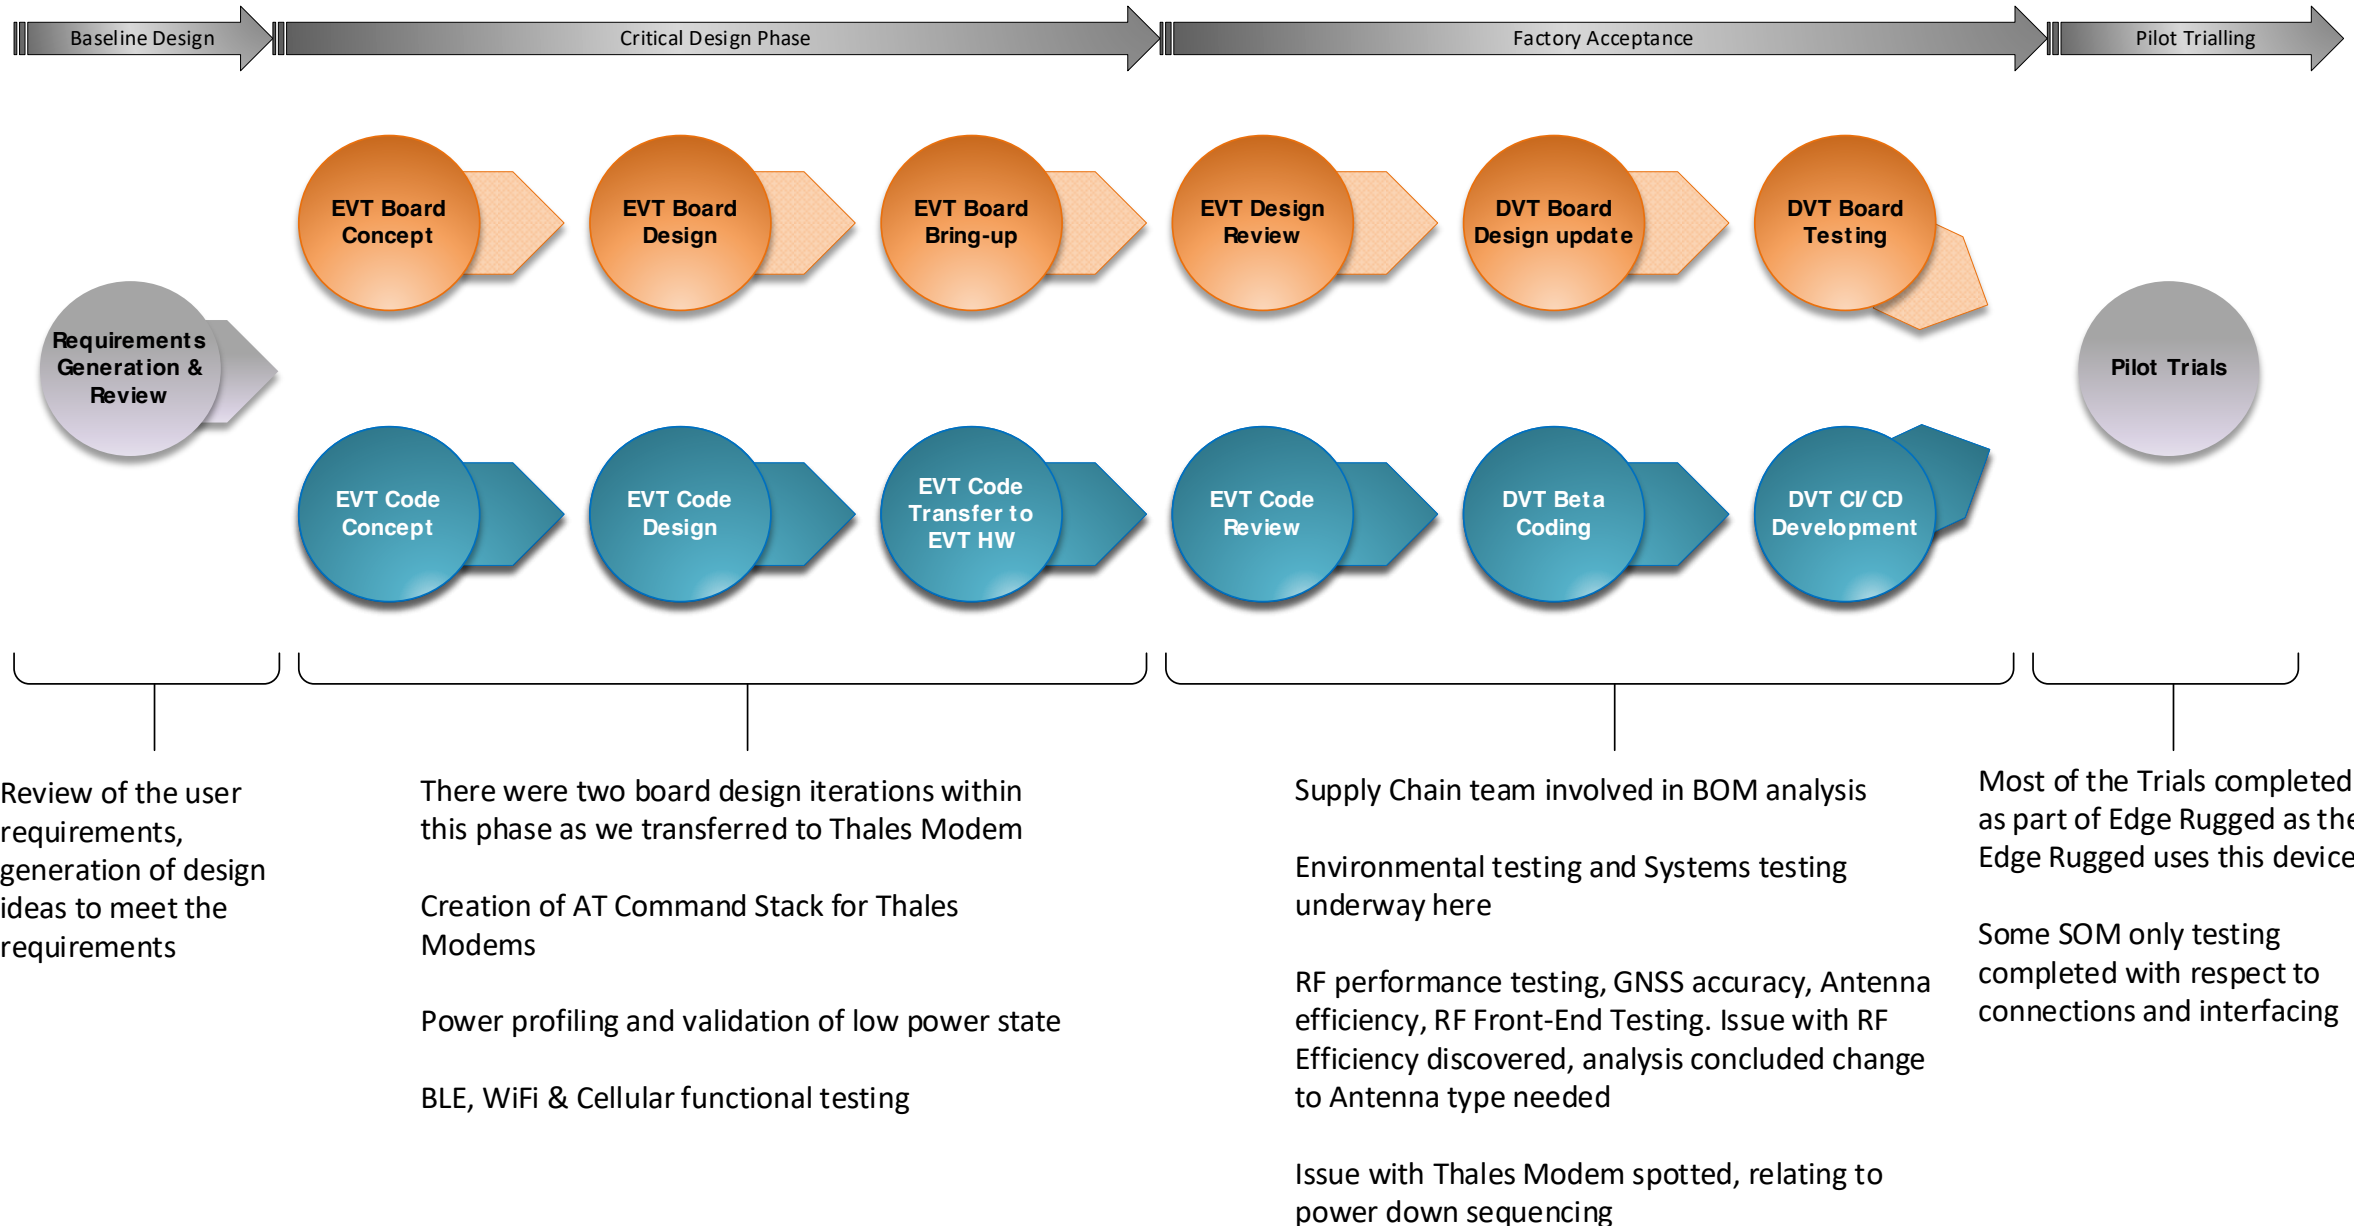 Baseline Design
Critical Design Phase
Factory Acceptance
Pilot Trialling
EVT Board
Concept
EVT Board
Design
EVT Board
Bring-up
EVT Design
Review
DVT Board
Design update
DVT Board
Testing
Requirements
Generation &
Review
Pilot Trials
EVT Code
Concept
EVT Code
Design
EVT Code
Transfer to
EVT HW
EVT Code
Review
DVT Beta
Coding
DVT CI/CD
Development
Review of the user
requirements,
generation of design
ideas to meet the
requirements
There were two board design iterations within
this phase as we transferred to Thales Modem
Creation of AT Command Stack for Thales
Modems
Power profiling and validation of low power state
BLE, WiFi & Cellular functional testing
Supply Chain team involved in BOM analysis
Environmental testing and Systems testing
underway here
RF performance testing, GNSS accuracy, Antenna
efficiency, RF Front-End Testing. Issue with RF
Efficiency discovered, analysis concluded change
to Antenna type needed
Issue with Thales Modem spotted, relating to
power down sequencing
Most of the Trials completed
as part of Edge Rugged as the
Edge Rugged uses this device
Some SOM only testing
completed with respect to
connections and interfacing